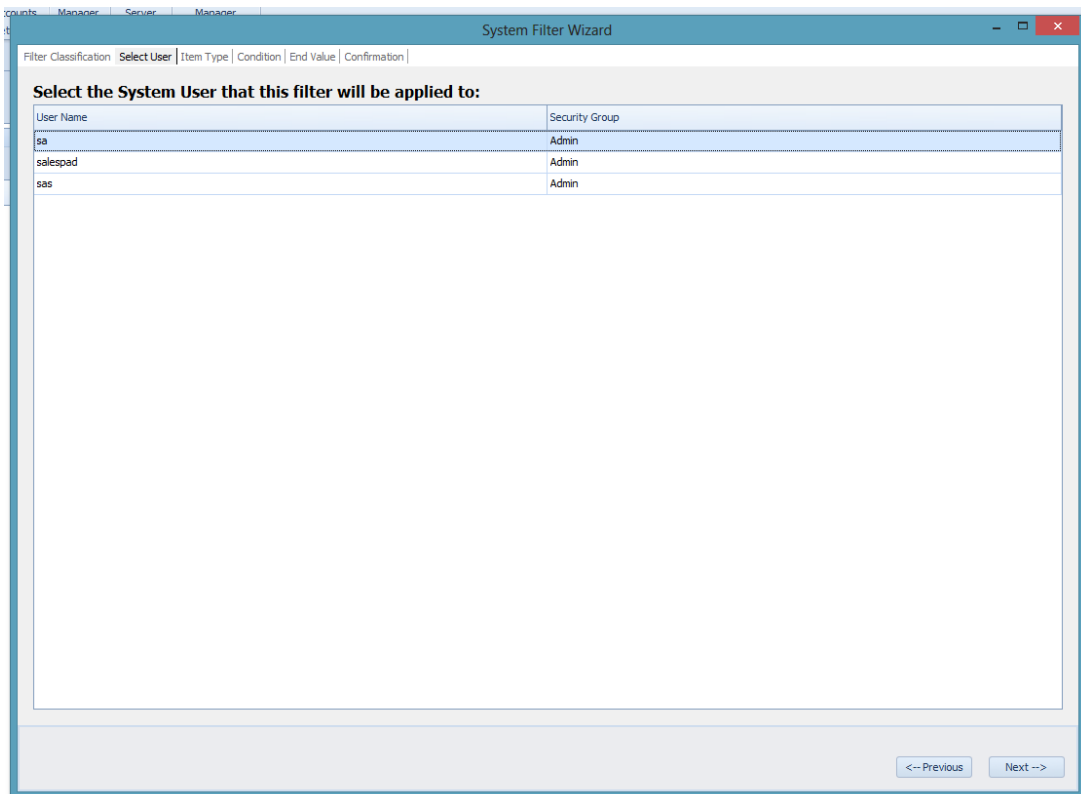 Manager Server Manager
System Filter Wizard
Filter Classification Select User Item Type Condition End Value Confirmation
Select the System User that this filter will be applied to:
User Name Security Group
sa Admin
salespad Admin
sas Admin
<-- Previous Next -->